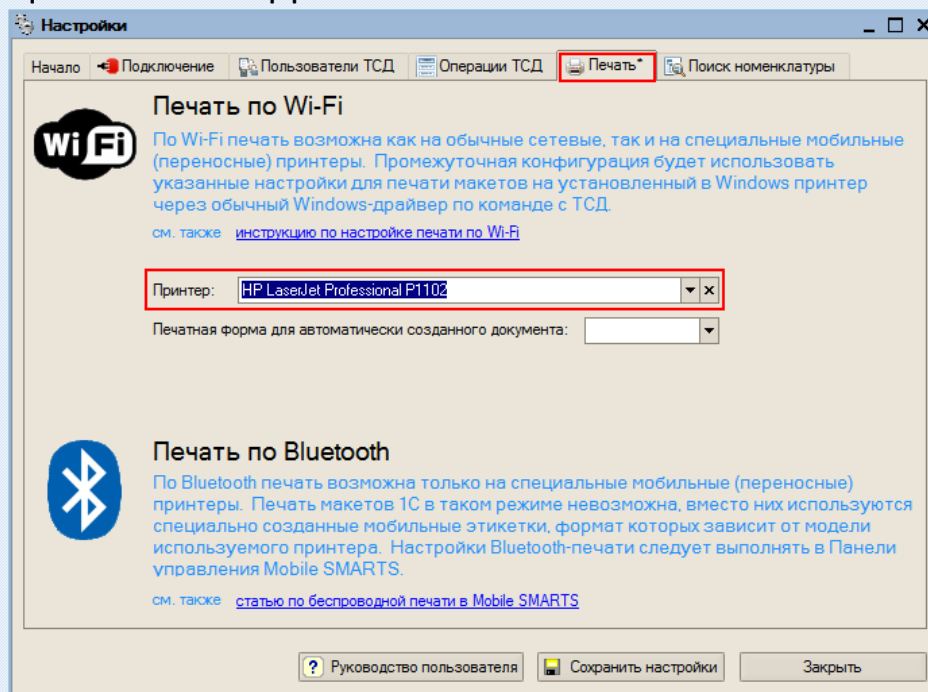 Настройки
Начало Подключение Пользователи ТСД Операции ТСД Печать* Поиск номенклатуры
Печать по Wi-Fi
Wi Fi
По Wi-Fi печать возможна как на обычные сетевые, так и на специальные мобильные
(переносные) принтеры. Промежуточная конфигурация будет использовать
указанные настройки для печати макетов на установленный в Windows принтер
через обычный Windows-драйвер по команде с ТСД.
см. также инструкцию по настройке печати по Wi-Fi
Принтер: HP LaserJet Professional P1102
Печатная форма для автоматически созданного документа:
Печать по Bluetooth
По Bluetooth печать возможна только на специальные мобильные (переносные)
принтеры. Печать макетов 1С в таком режиме невозможна, вместо них используются
специально созданные мобильные этикетки, формат которых зависит от модели
используемого принтера. Настройки Bluetooth-печати следует выполнять в Панели
управления Mobile SMARTS.
см. также статью по беспроводной печати в Mobile SMARTS
Руководство пользователя Сохранить настройки Закрыть